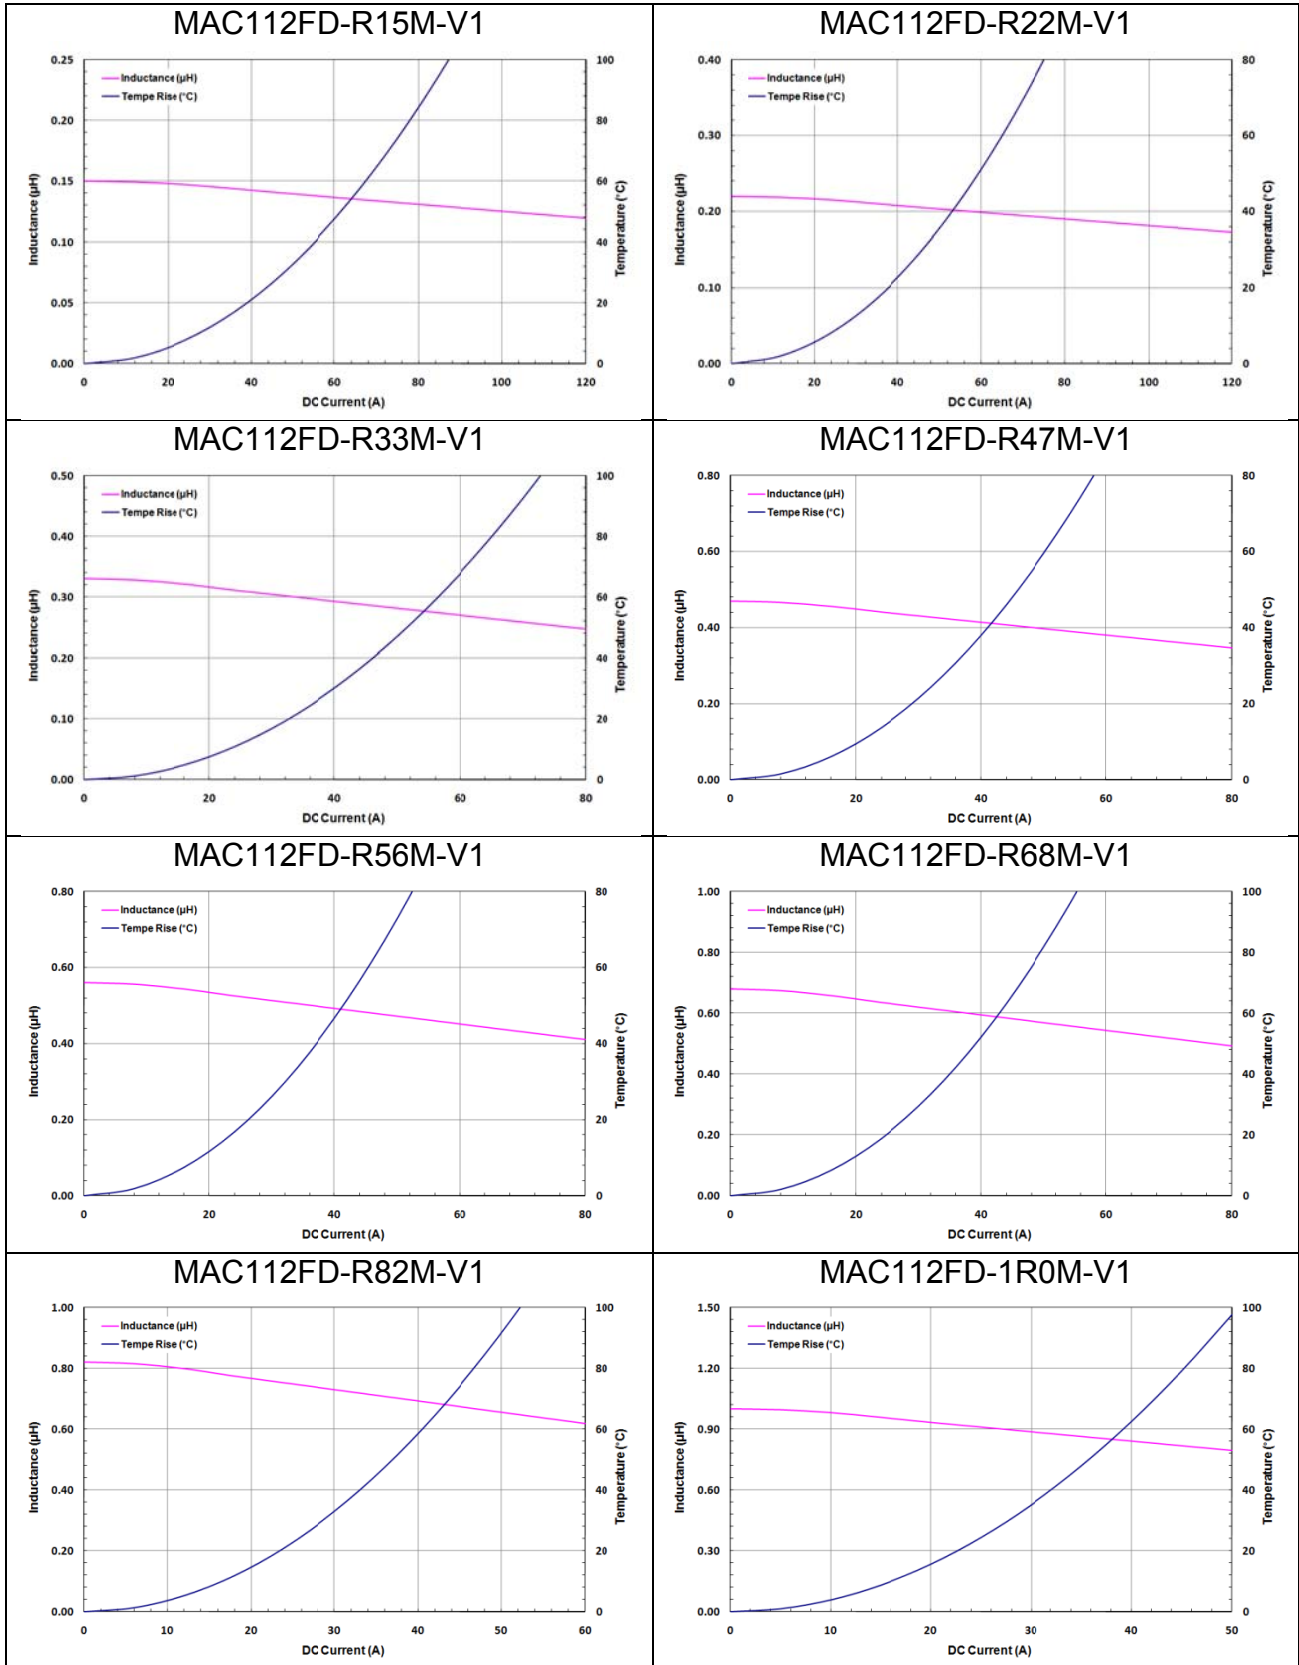 MAC112FD-R15M-V1
0.25
0.20
0.15
0.10
0.05
0.00
100
80
60
40
20
0
0 20 40 60 80 100 120
Inductance (µH)
Temperature (°C)
DC Current (A)
Inductance (µH)
Tempe Rise (°C)
MAC112FD-R22M-V1
0.40
0.30
0.20
0.10
0.00
80
60
40
20
0
0 20 40 60 80 100 120
Inductance (µH)
Temperature (°C)
DC Current (A)
Inductance (µH)
Tempe Rise (°C)
MAC112FD-R33M-V1
0.50
0.40
0.30
0.20
0.10
0.00
100
80
60
40
20
0
0 20 40 60 80
Inductance (µH)
Temperature (°C)
DC Current (A)
Inductance (µH)
Tempe Rise (°C)
MAC112FD-R47M-V1
0.80
0.60
0.40
0.20
0.00
80
60
40
20
0
0 20 40 60 80
Inductance (µH)
Temperature (°C)
DC Current (A)
Inductance (µH)
Tempe Rise (°C)
MAC112FD-R56M-V1
0.80
0.60
0.40
0.20
0.00
80
60
40
20
0
0 20 40 60 80
Inductance (µH)
Temperature (°C)
DC Current (A)
Inductance (µH)
Tempe Rise (°C)
MAC112FD-R68M-V1
1.00
0.80
0.60
0.40
0.20
0.00
100
80
60
40
20
0
0 20 40 60 80
Inductance (µH)
Temperature (°C)
DC Current (A)
Inductance (µH)
Tempe Rise (°C)
MAC112FD-R82M-V1
1.00
0.80
0.60
0.40
0.20
0.00
100
80
60
40
20
0
0 10 20 30 40 50 60
Inductance (µH)
Temperature (°C)
DC Current (A)
Inductance (µH)
Tempe Rise (°C)
MAC112FD-1R0M-V1
1.50
1.20
0.90
0.60
0.30
0.00
100
80
60
40
20
0
0 10 20 30 40 50
Inductance (µH)
Temperature (°C)
DC Current (A)
Inductance (µH)
Tempe Rise (°C)